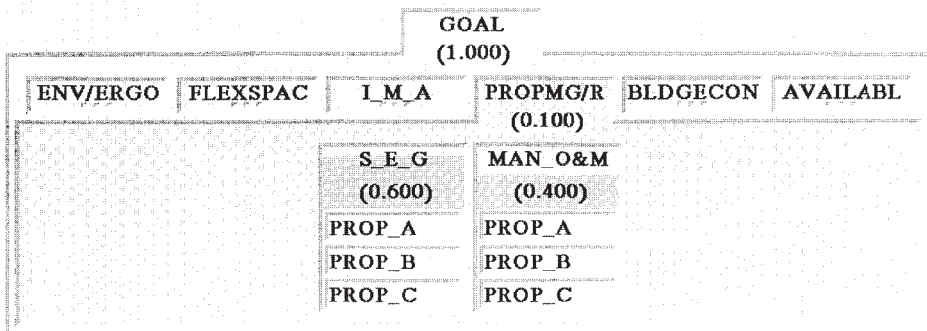 GOAL
(1.000)
ENV/ERGO FLEXSPAC I_M_A PROPMG/R BLDGECON AVAILABL
(0.100)
S_E_G MAN_O&M
(0.600) (0.400)
PROP_A PROP_A
PROP_B PROP_B
PROP_C PROP_C